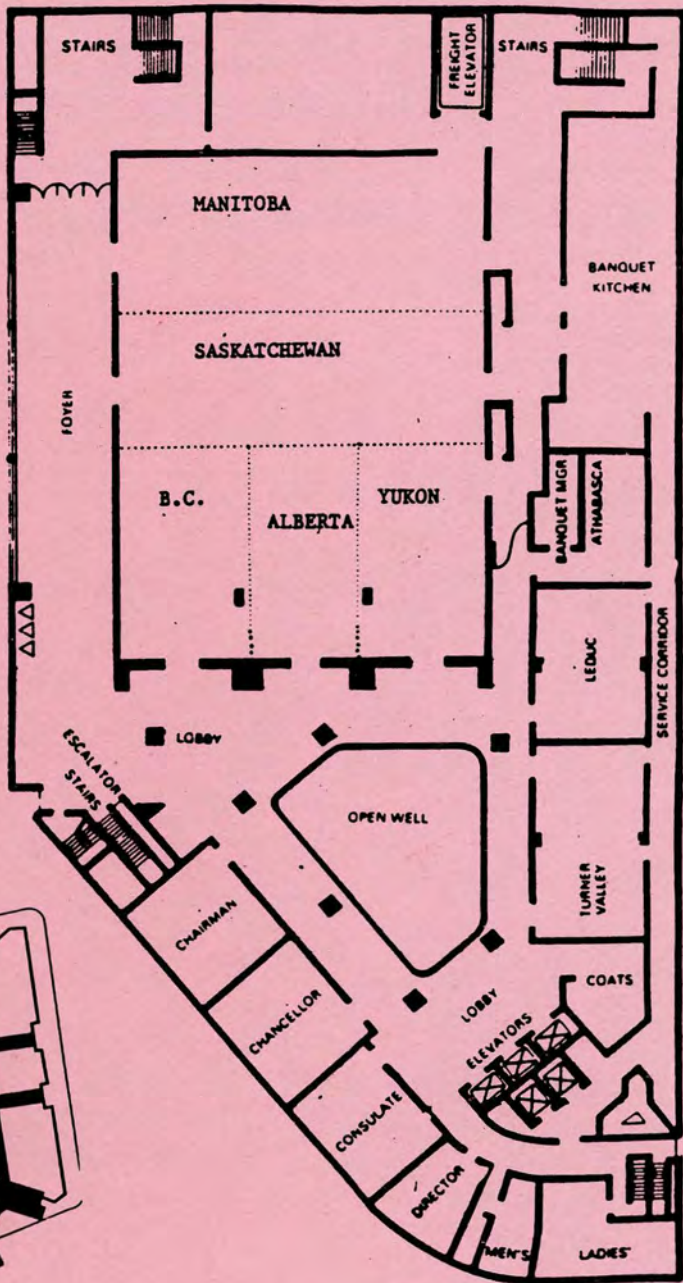 STAIRS
FREIGHT
ELEVATOR
STAIRS
MANITOBA
BANQUET
KITCHEN
SASKATCHEWAN
FOYER
B.C.
ALBERTA
YUKON
BANQUET MGR
ATHABASCA
LEDUC
SERVICE CORRIDOR
LOBBY
ESCALATOR
STAIRS
OPEN WELL
TURNER
VALLEY
CHAIRMAN
COATS
CHANCELLOR
LOBBY
ELEVATORS
CONSULATE
DIRECTOR
MEN'S
LADIES'